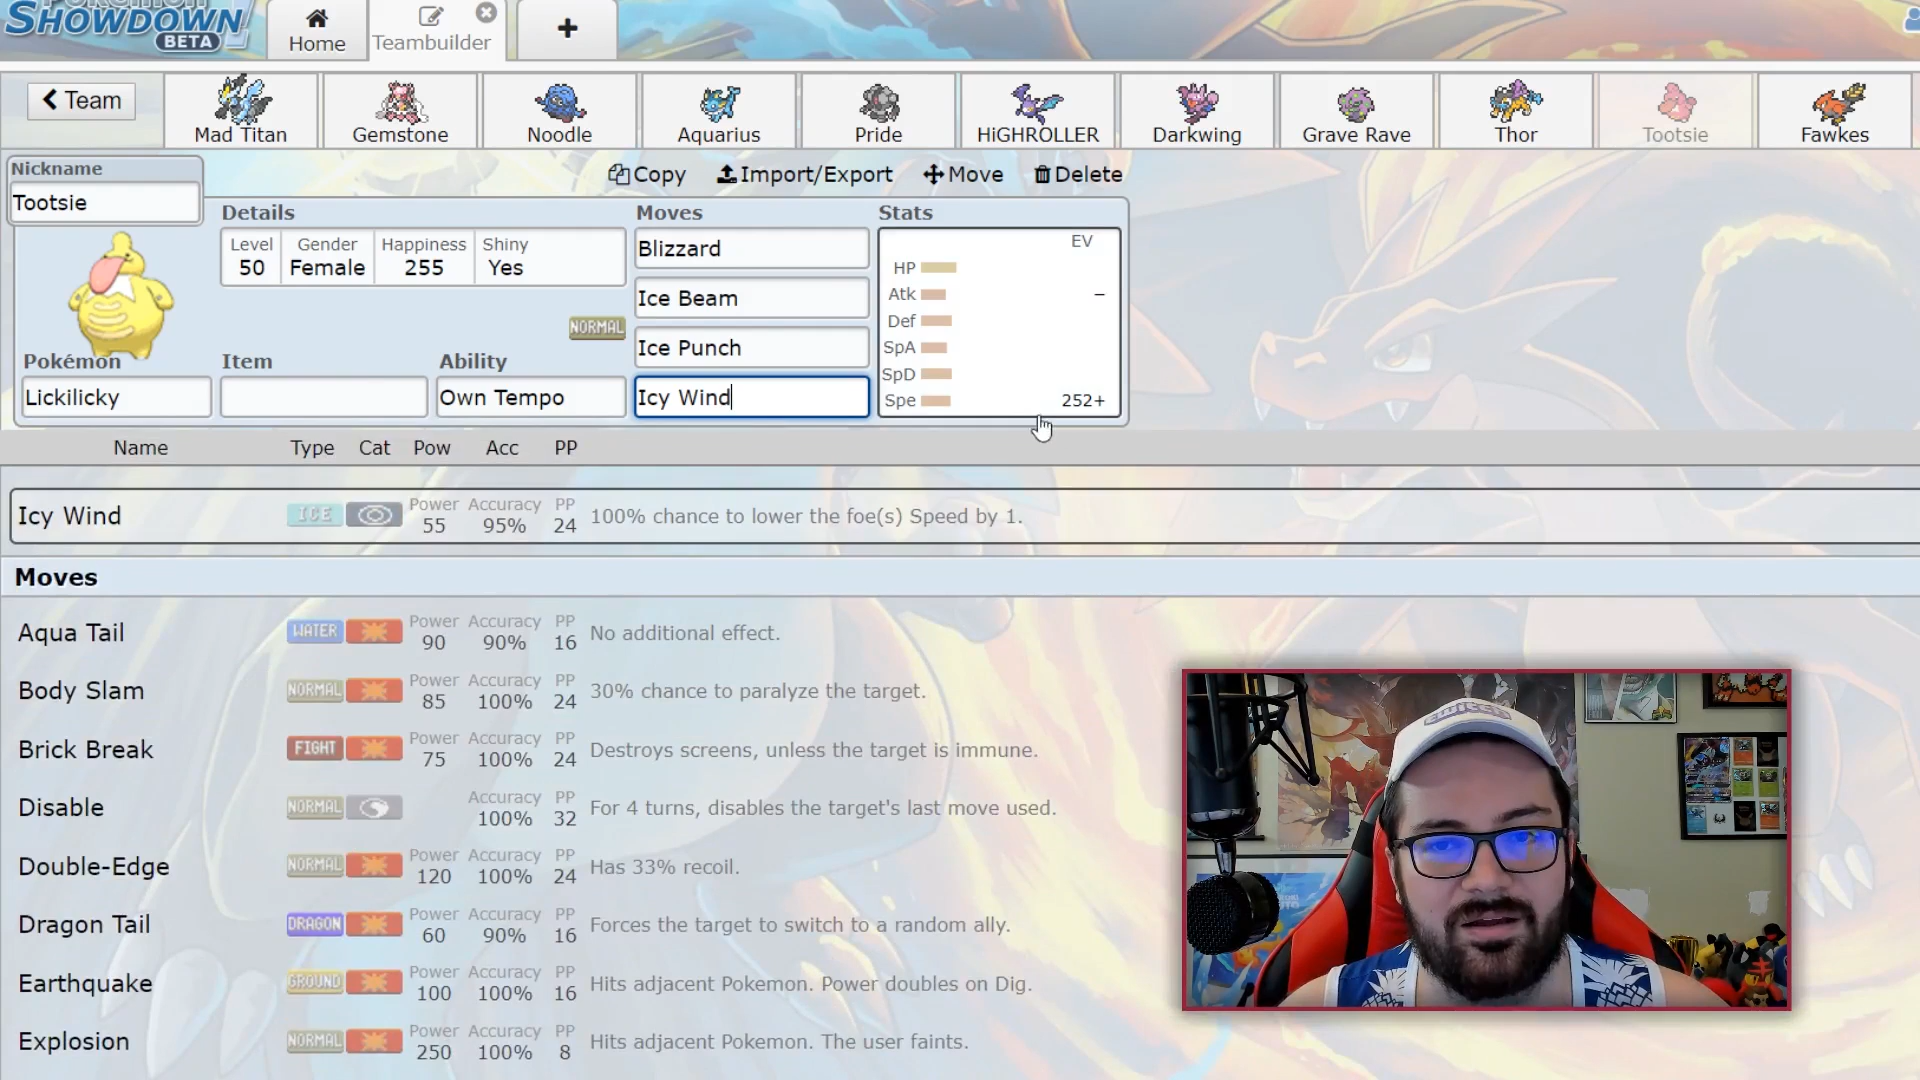 Pokémon
SHOWDOWN
BETA
Home
Teambuilder
Team
Mad Titan
Gemstone
Noodle
Aquarius
Pride
HiGHROLLER
Darkwing
Grave Rave
Thor
Tootsie
Fawkes
Nickname
Tootsie
Copy Import/Export Move Delete
Details
Level Gender Happiness Shiny
50 Female 255 Yes
NORMAL
Pokémon Item Ability
Lickilicky Own Tempo
Moves
Blizzard
Ice Beam
Ice Punch
Icy Wind
Stats
EV
HP
Atk –
Def
SpA
SpD
Spe 252+
Name Type Cat Pow Acc PP
Icy Wind ICE Power 55 Accuracy 95% PP 24 100% chance to lower the foe(s) Speed by 1.
Moves
Aqua Tail WATER Power 90 Accuracy 90% PP 16 No additional effect.
Body Slam NORMAL Power 85 Accuracy 100% PP 24 30% chance to paralyze the target.
Brick Break FIGHT Power 75 Accuracy 100% PP 24 Destroys screens, unless the target is immune.
Disable NORMAL Accuracy 100% PP 32 For 4 turns, disables the target's last move used.
Double-Edge NORMAL Power 120 Accuracy 100% PP 24 Has 33% recoil.
Dragon Tail DRAGON Power 60 Accuracy 90% PP 16 Forces the target to switch to a random ally.
Earthquake GROUND Power 100 Accuracy 100% PP 16 Hits adjacent Pokemon. Power doubles on Dig.
Explosion NORMAL Power 250 Accuracy 100% PP 8 Hits adjacent Pokemon. The user faints.
twitch